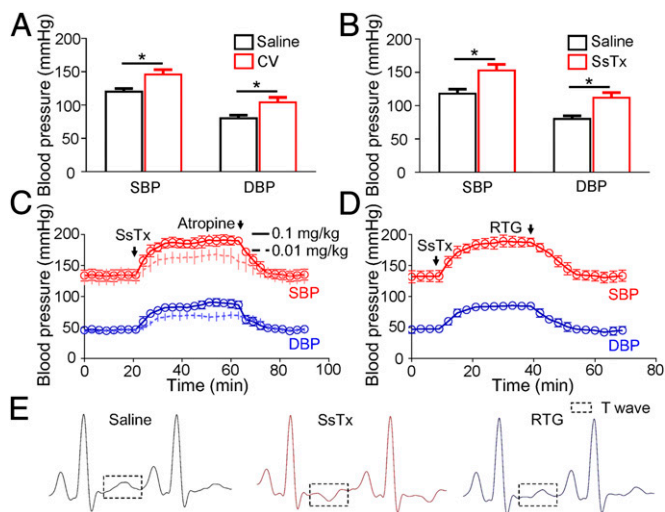 A
Blood pressure (mmHg)
200
150
100
50
0
Saline
CV
*
*
SBP
DBP
B
Blood pressure (mmHg)
200
150
100
50
0
Saline
SsTx
*
*
SBP
DBP
C
Blood pressure (mmHg)
200
150
100
100
50
0
SsTx
Atropine
0.1 mg/kg
0.01 mg/kg
SBP
DBP
0 20 40 60 80 100
Time (min)
D
Blood pressure (mmHg)
200
150
100
100
50
0
SsTx
RTG
SBP
DBP
0 20 40 60 80
Time (min)
E
Saline
SsTx
RTG
T wave